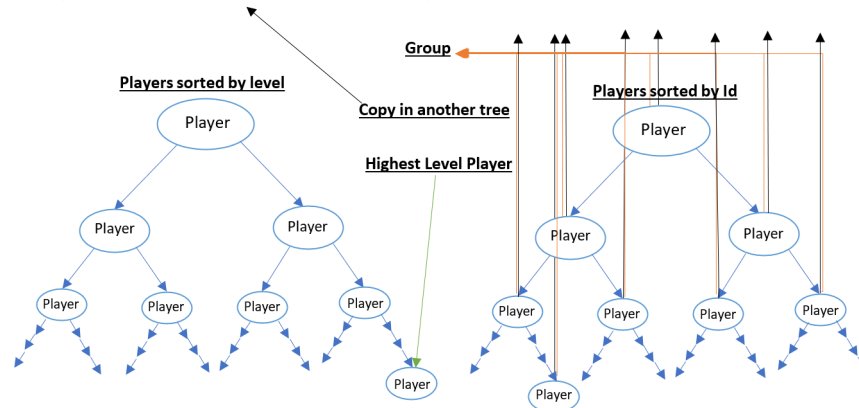 Group
Players sorted by level
Players sorted by Id
Copy in another tree
Player
Player
Highest Level Player
Player
Player
Player
Player
Player
Player
Player
Player
Player
Player
Player
Player
Player
Player